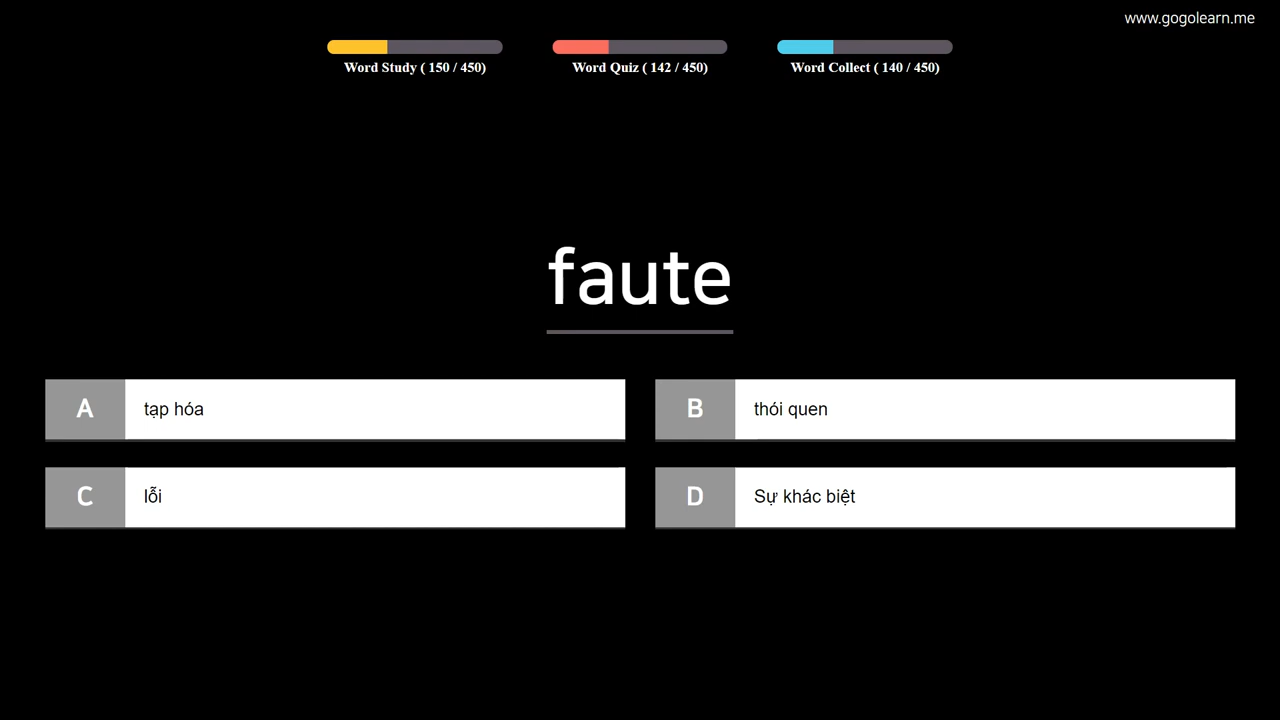 www.gogolearn.me
Word Study ( 150 / 450)
Word Quiz ( 142 / 450)
Word Collect ( 140 / 450)
faute
A tạp hóa
B thói quen
C lỗi
D Sự khác biệt